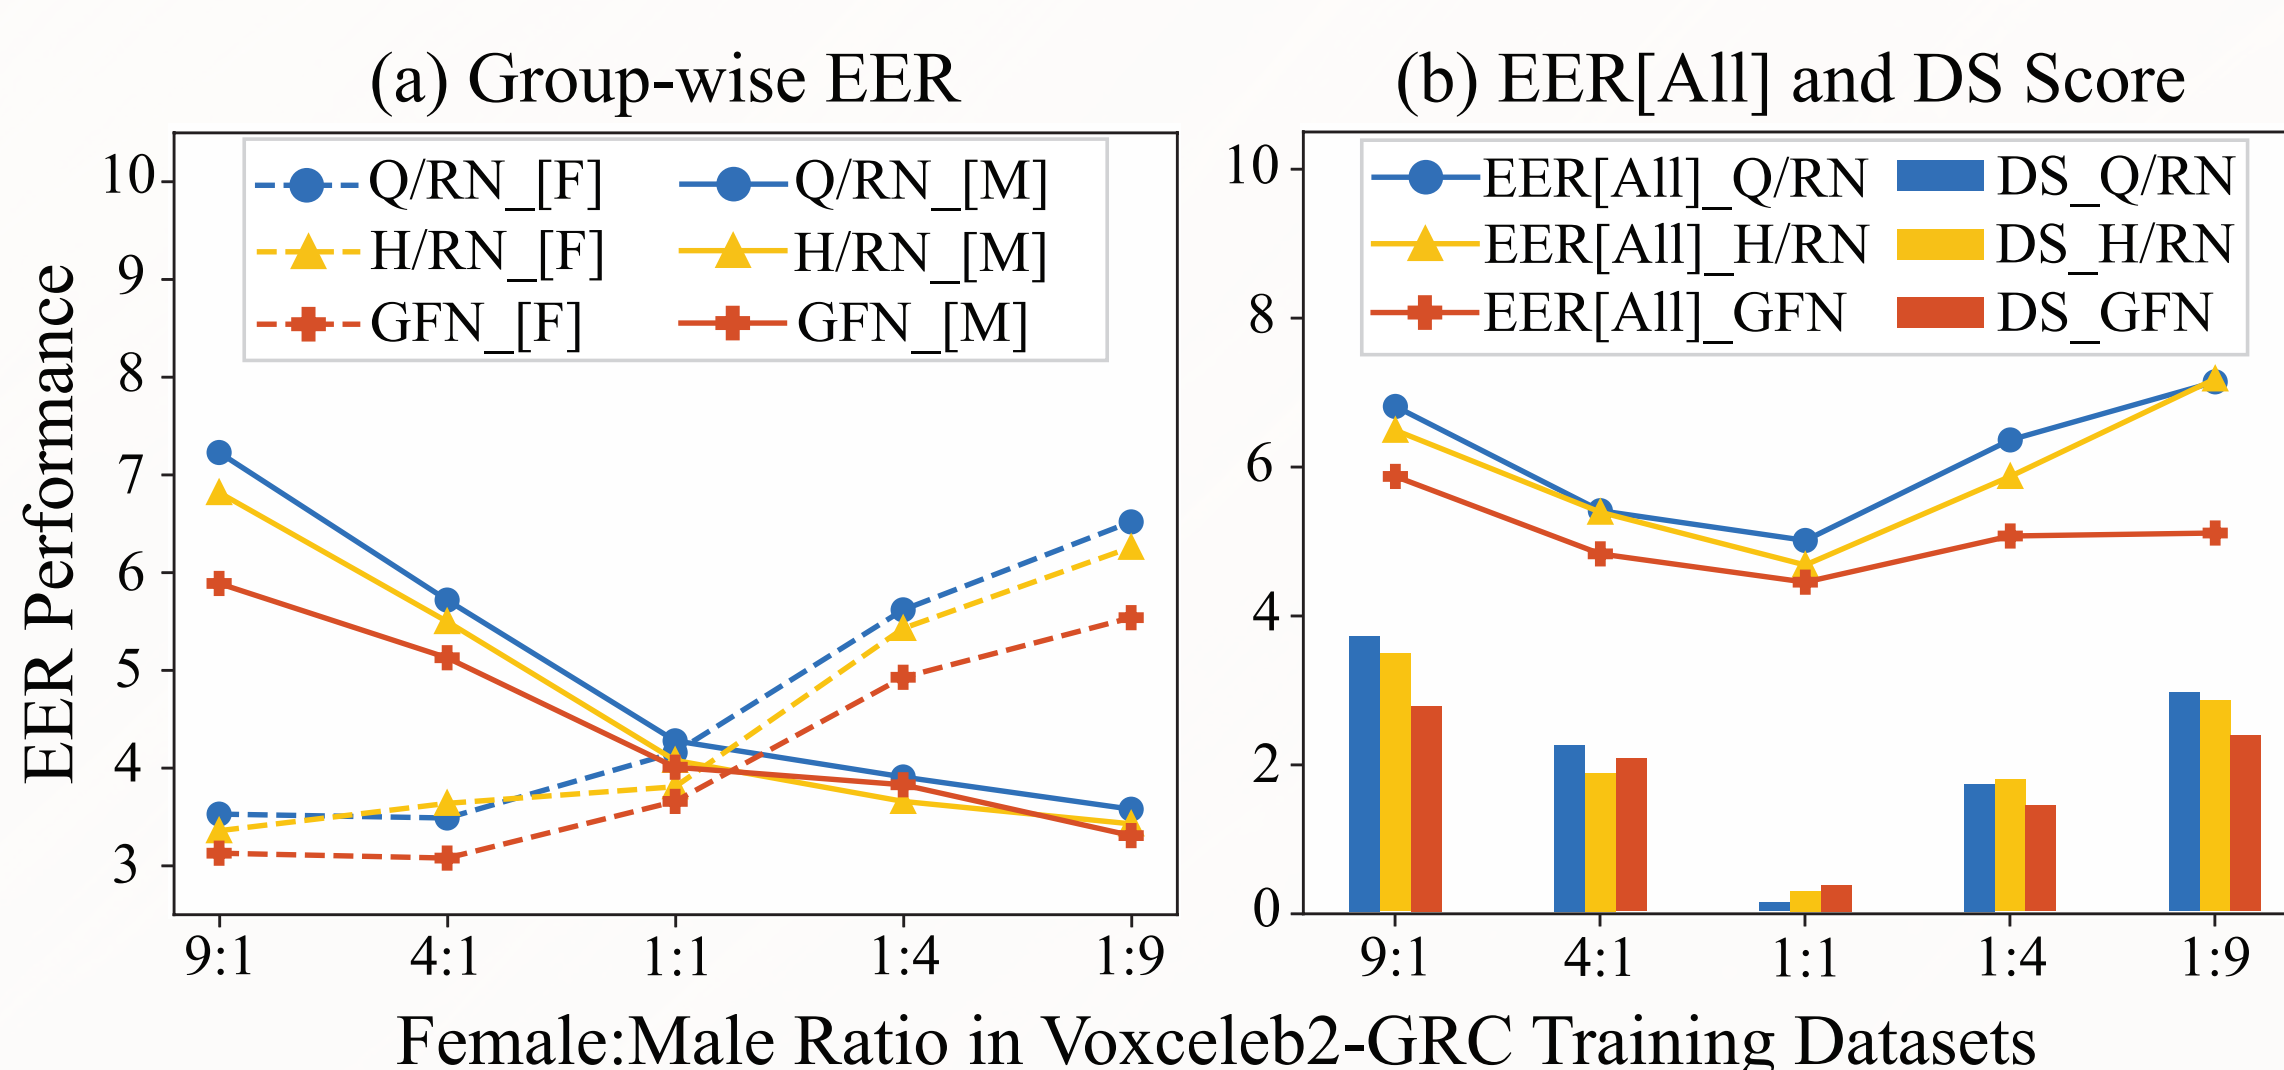 (a) Group-wise EER
Q/RN_[F] Q/RN_[M]
H/RN_[F] H/RN_[M]
GFN_[F] GFN_[M]
EER Performance
10
9
8
7
6
5
4
3
9:1 4:1 1:1 1:4 1:9
(b) EER[All] and DS Score
EER[All]_Q/RN DS_Q/RN
EER[All]_H/RN DS_H/RN
EER[All]_GFN DS_GFN
10
8
6
4
2
0
9:1 4:1 1:1 1:4 1:9
Female:Male Ratio in Voxceleb2-GRC Training Datasets